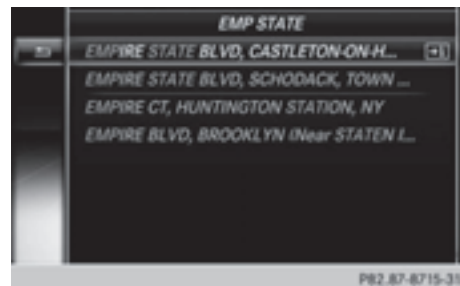 EMP STATE
EMPIRE STATE BLVD, CASTLETON-ON-H...
EMPIRE STATE BLVD, SCHODACK, TOWN ...
EMPIRE CT, HUNTINGTON STATION, NY
EMPIRE BLVD, BROOKLYN (Near STATEN I...
P82.87-8715-31